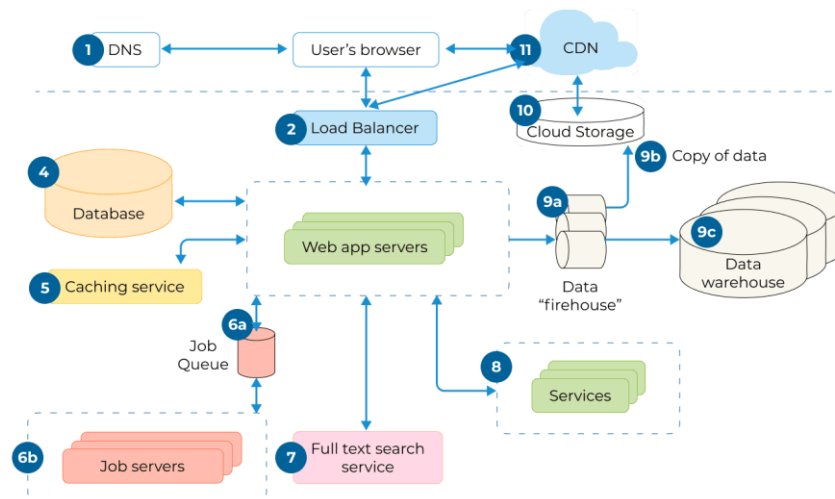 1 DNS
User's browser
11 CDN
2 Load Balancer
10
Cloud Storage
9b Copy of data
4
Database
9a
Web app servers
9c
Data
warehouse
5 Caching service
Data
“firehouse”
6a
Job
Queue
8
Services
6b Job servers
7 Full text search
service